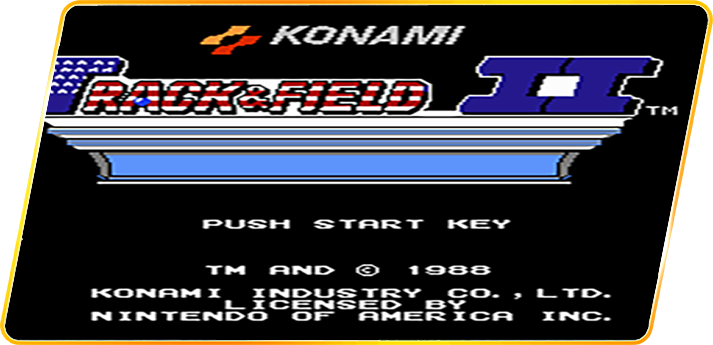 KONAMI
TRACK & FIELD II TM
PUSH START KEY
TM AND © 1988
KONAMI INDUSTRY CO.,LTD.
LICENSED BY
NINTENDO OF AMERICA INC.